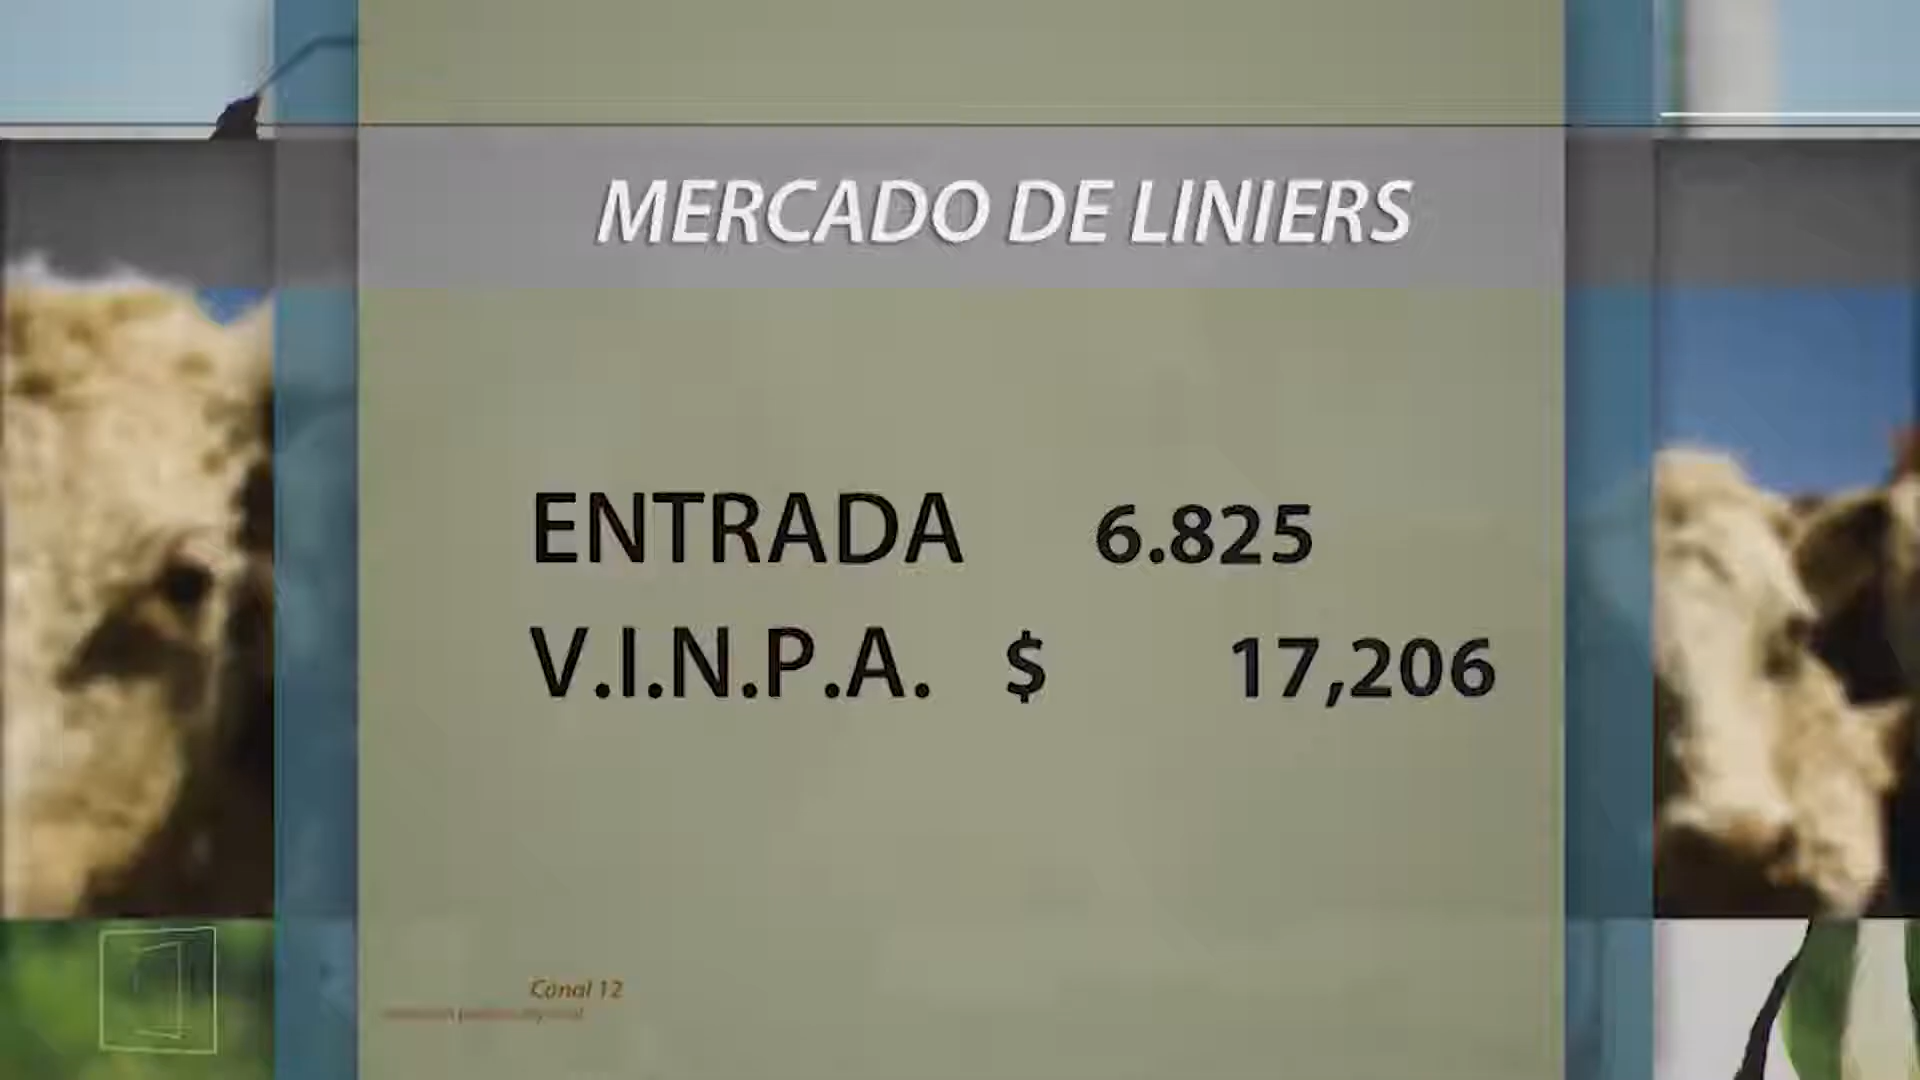 MERCADO DE LINIERS
ENTRADA 6.825
V.I.N.P.A. $ 17,206
Canal 12